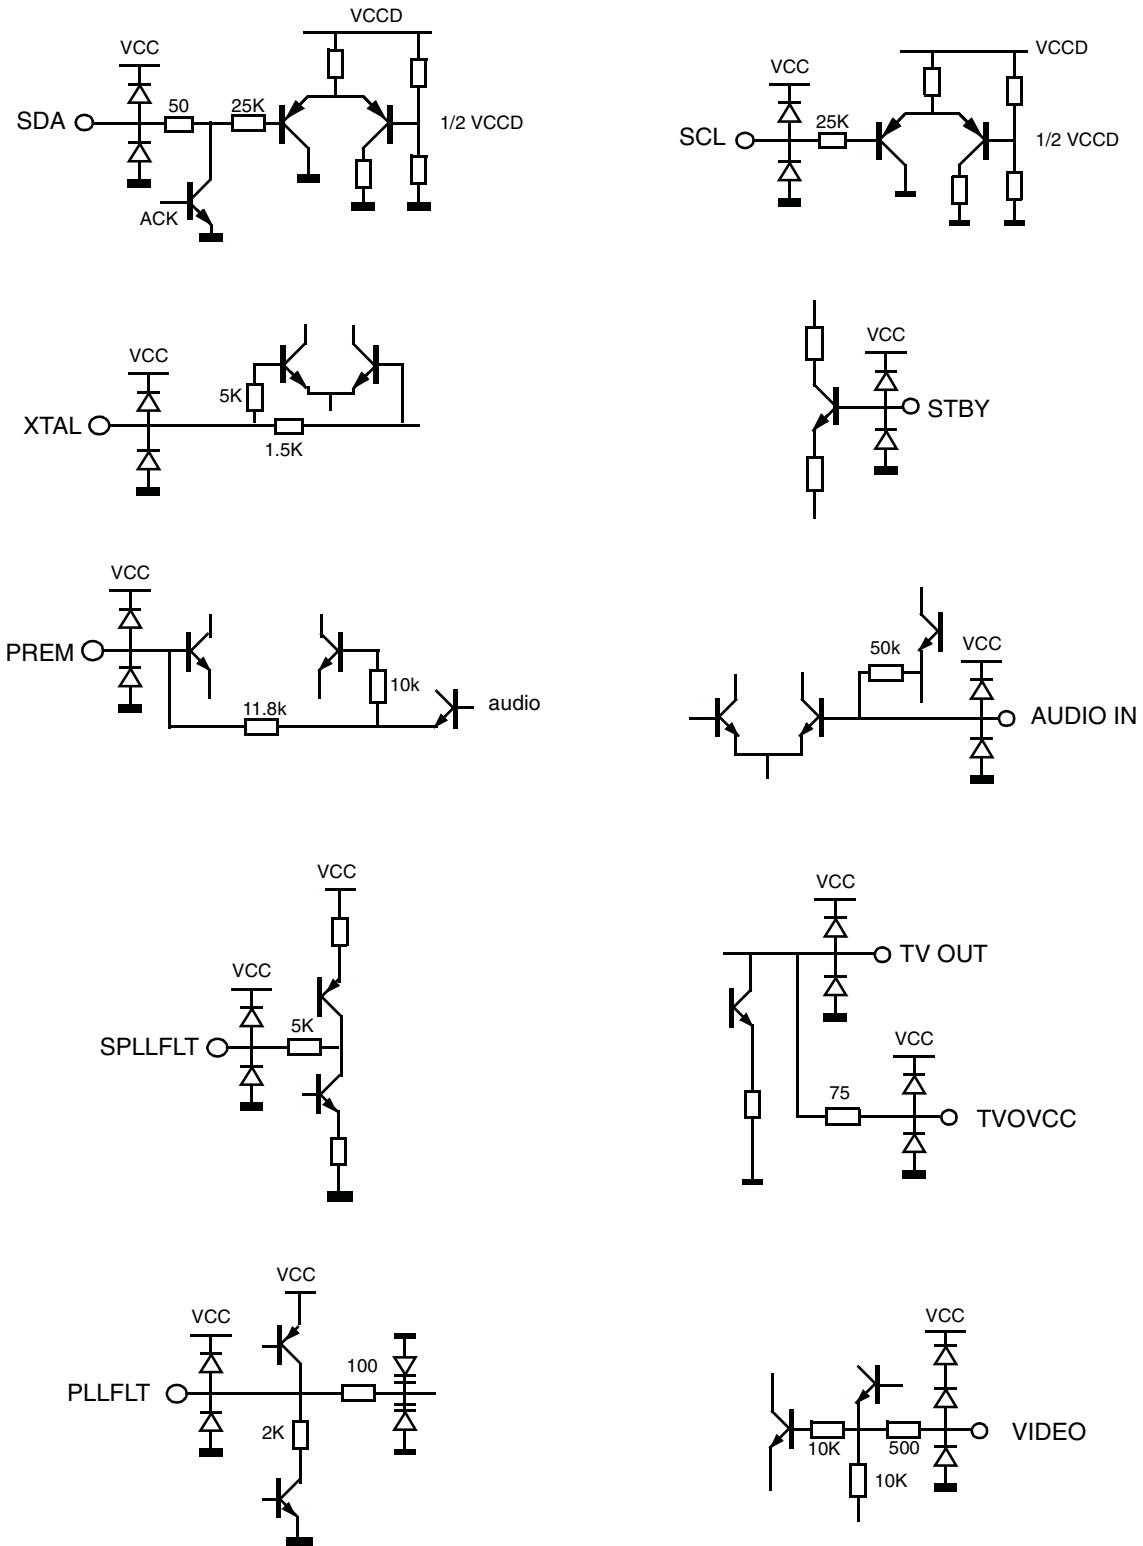 VCCD
VCC
SDA
50
25K
1/2 VCCD
ACK
VCCD
VCC
SCL
25K
1/2 VCCD
VCC
XTAL
5K
1.5K
VCC
STBY
VCC
PREM
11.8k
10k
audio
50k
VCC
AUDIO IN
VCC
VCC
SPLLFLT
5K
VCC
TV OUT
VCC
75
TVOVCC
VCC
VCC
PLLFLT
100
2K
VCC
VIDEO
10K
500
10K